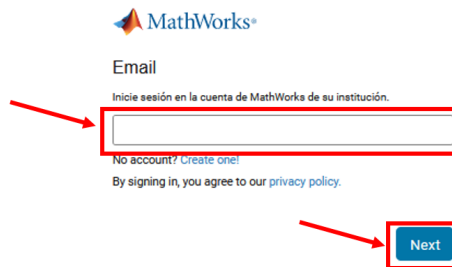 MathWorks®
Email
Inicie sesión en la cuenta de MathWorks de su institución.
No account? Create one!
By signing in, you agree to our privacy policy.
Next